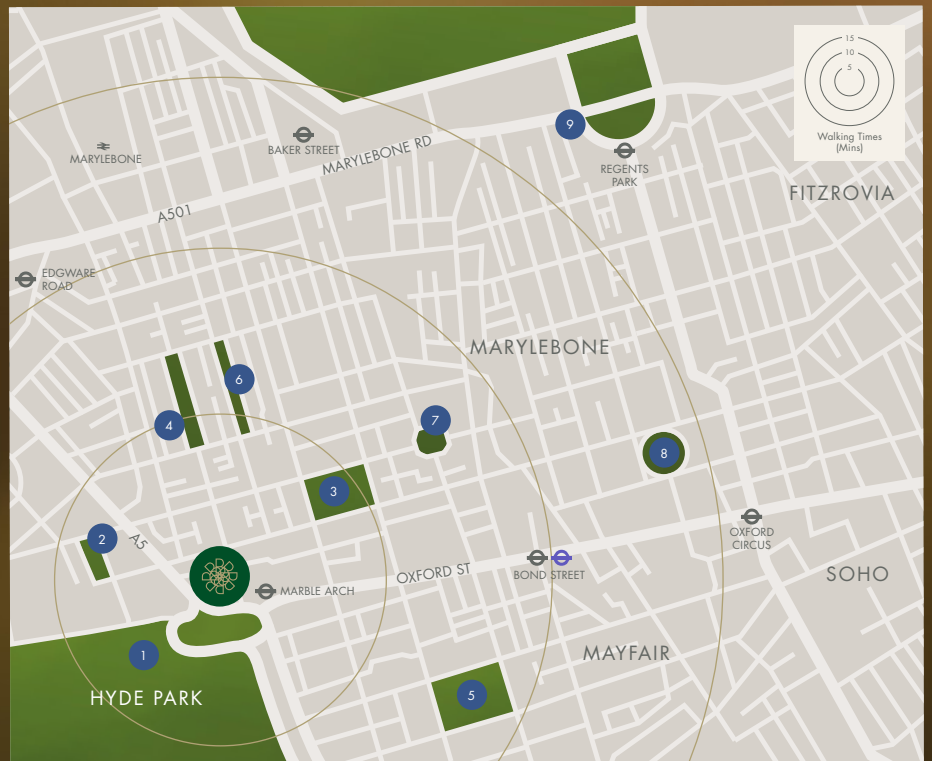 15
10
5
Walking Times
(Mins)
9
BAKER STREET
MARYLEBONE
MARYLEBONE RD
REGENTS
PARK
FITZROVIA
A501
EDGWARE
ROAD
MARYLEBONE
6
4
7
8
3
2
A5
OXFORD
CIRCUS
OXFORD ST
BOND STREET
SOHO
MARBLE ARCH
1
MAYFAIR
HYDE PARK
5